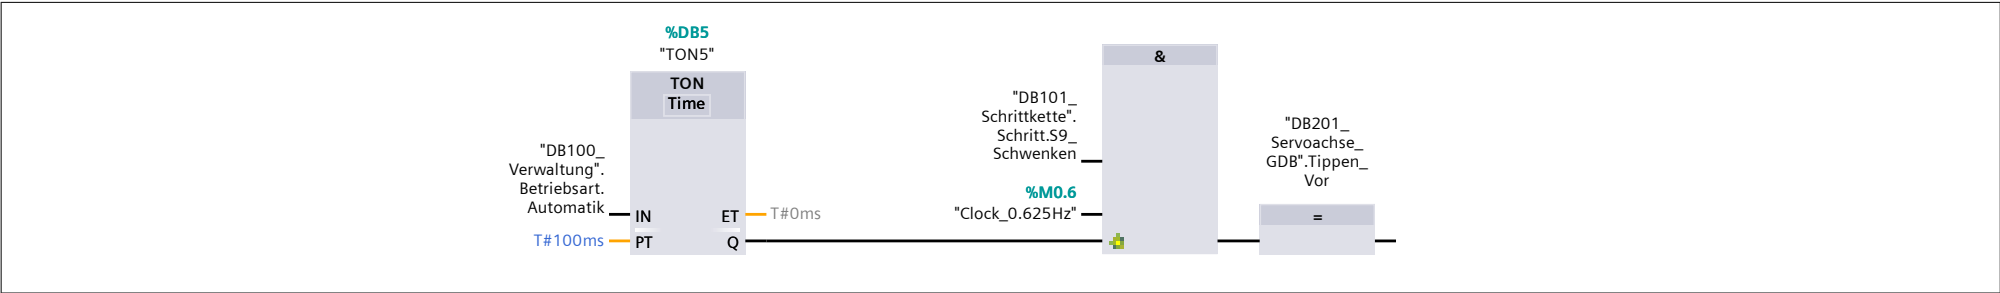 %DB5
"TON5"
TON
Time
"DB100_
Verwaltung".
Betriebsart.
Automatik
IN
ET
T#0ms
T#100ms
PT
Q
&
"DB101_
Schrittkette".
Schritt.S9_
Schwenken
%M0.6
"Clock_0.625Hz"
"DB201_
Servoachse_
GDB".Tippen_
Vor
=